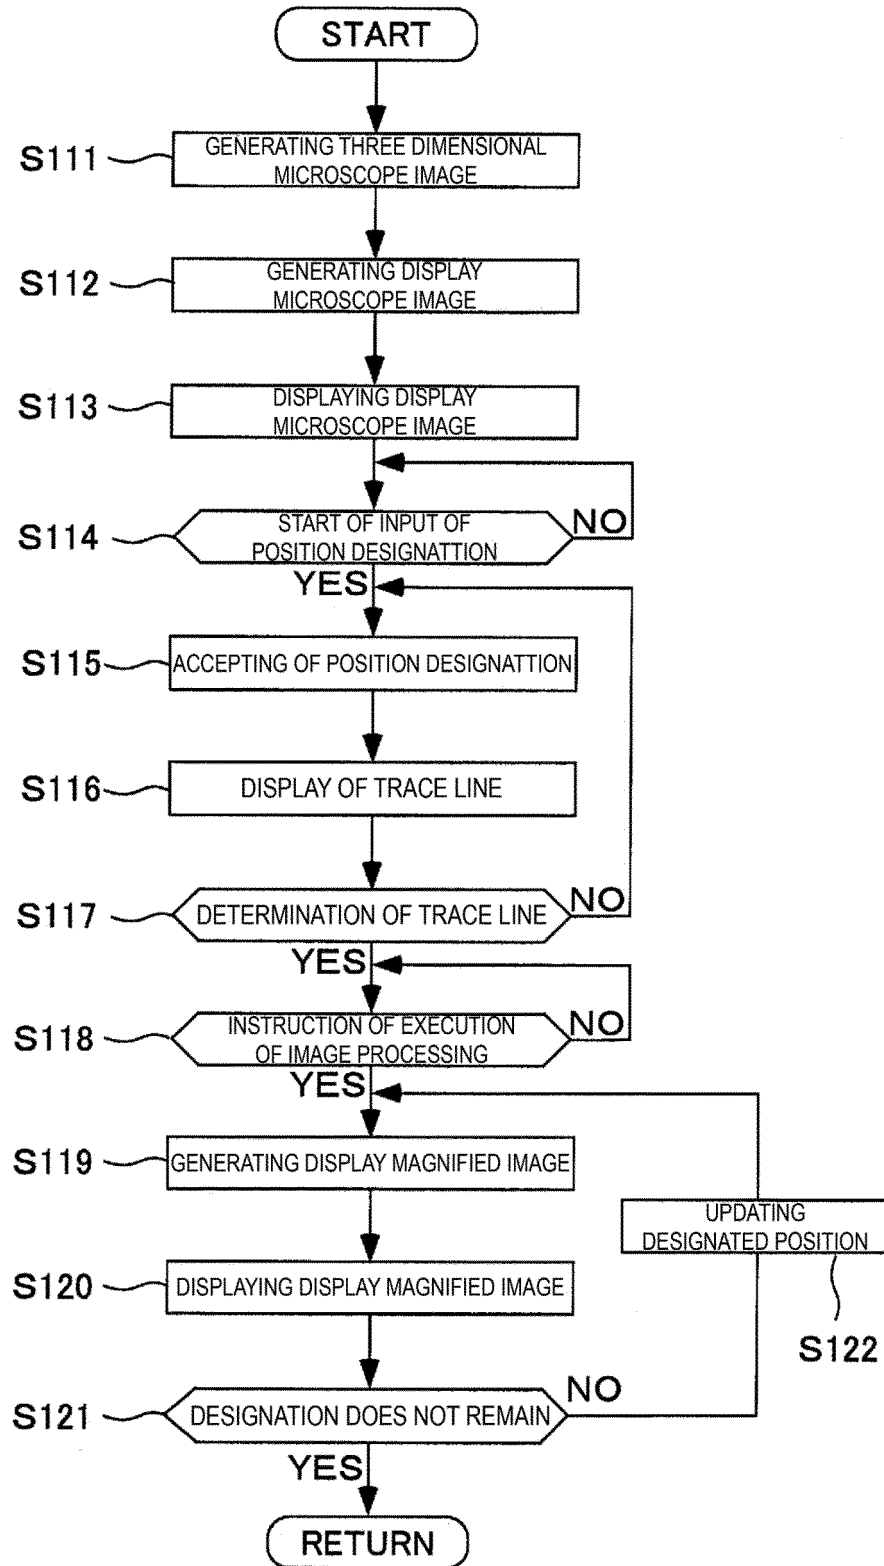 START
S111
GENERATING THREE DIMENSIONAL
MICROSCOPE IMAGE
S112
GENERATING DISPLAY
MICROSCOPE IMAGE
S113
DISPLAYING DISPLAY
MICROSCOPE IMAGE
S114
START OF INPUT OF
POSITION DESIGNATTION
NO
YES
S115
ACCEPTING OF POSITION DESIGNATTION
S116
DISPLAY OF TRACE LINE
S117
DETERMINATION OF TRACE LINE
NO
YES
S118
INSTRUCTION OF EXECUTION
OF IMAGE PROCESSING
NO
YES
S119
GENERATING DISPLAY MAGNIFIED IMAGE
UPDATING
DESIGNATED POSITION
S122
S120
DISPLAYING DISPLAY MAGNIFIED IMAGE
S121
DESIGNATION DOES NOT REMAIN
NO
YES
RETURN